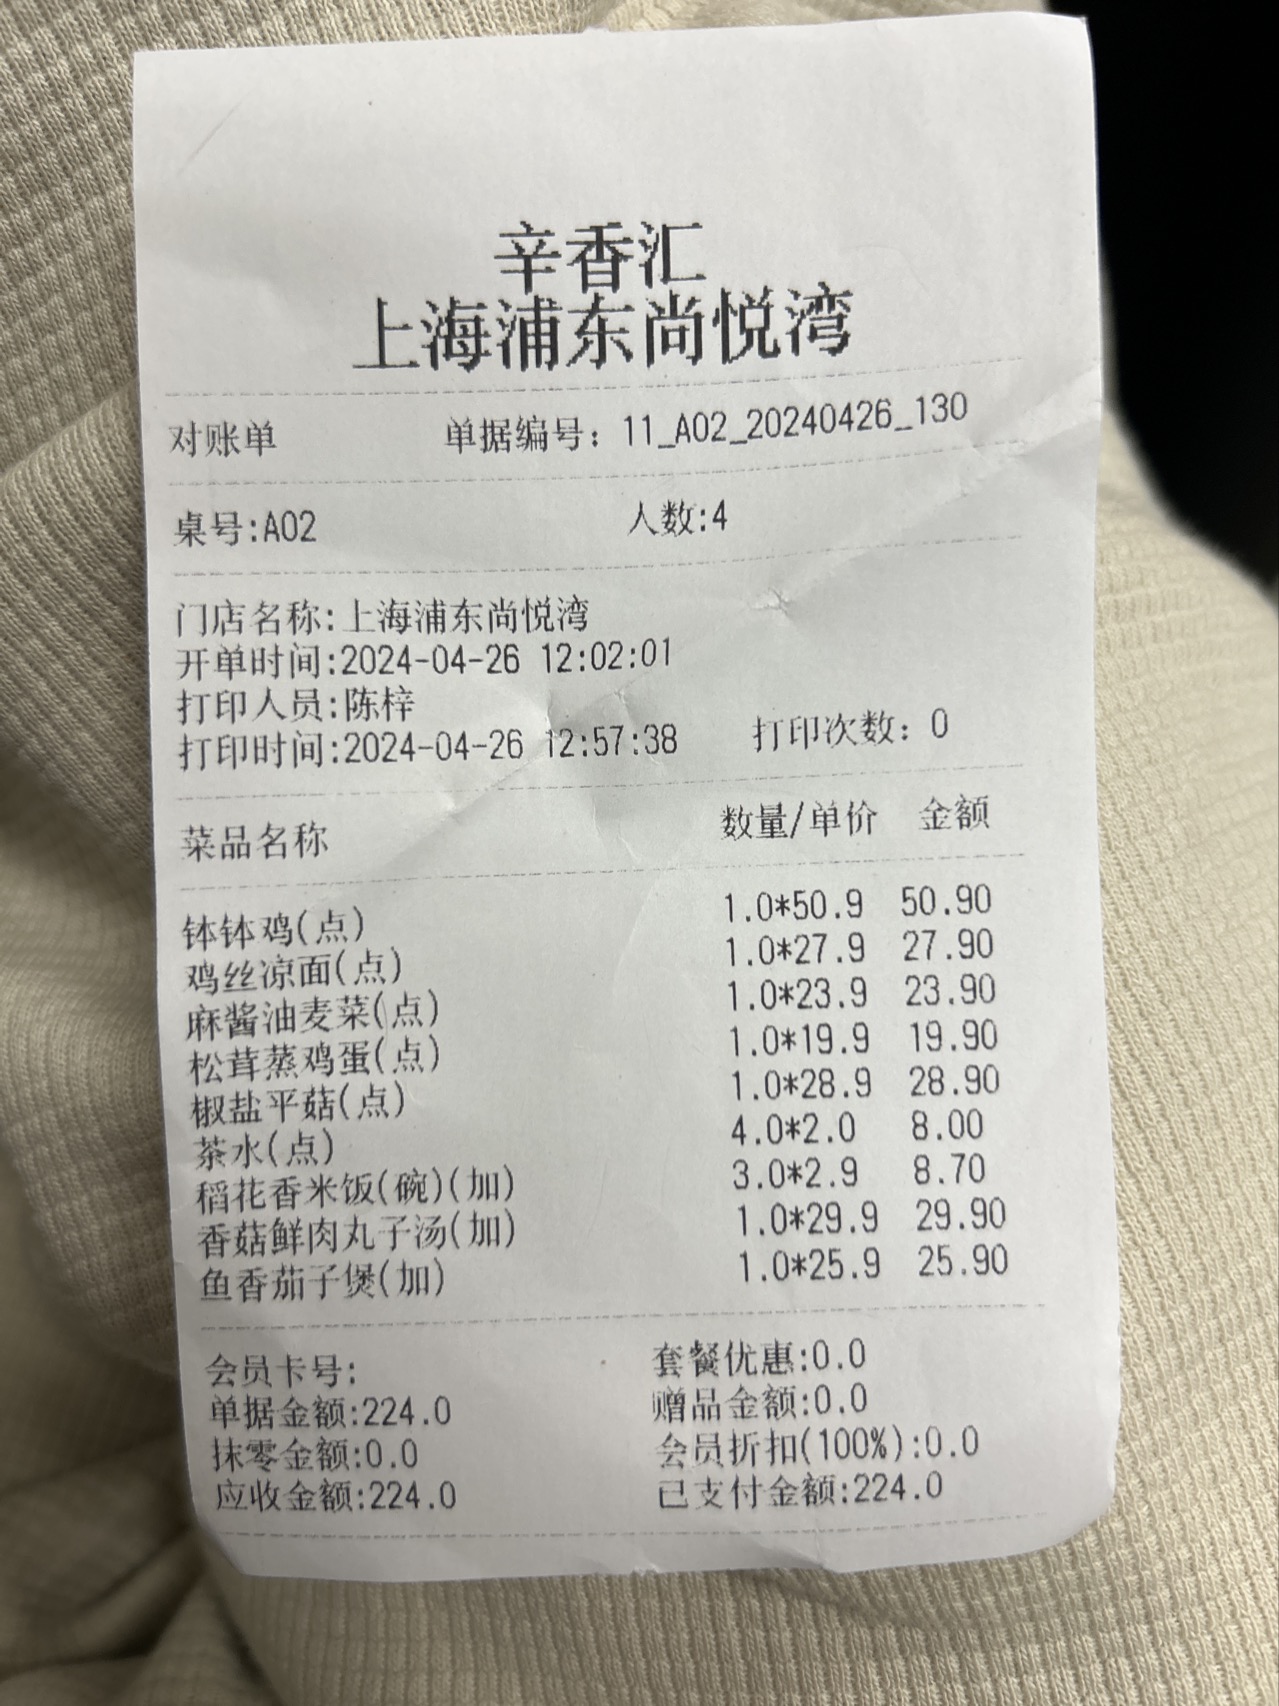 辛香汇
上海浦东尚悦湾
对账单 单据编号：11_A02_20240426_130
桌号:A02 人数:4
门店名称:上海浦东尚悦湾
开单时间:2024-04-26 12:02:01
打印人员:陈梓
打印时间:2024-04-26 12:57:38 打印次数：0
菜品名称 数量/单价 金额
钵钵鸡(点) 1.0*50.9 50.90
鸡丝凉面(点) 1.0*27.9 27.90
麻酱油麦菜(点) 1.0*23.9 23.90
松茸蒸鸡蛋(点) 1.0*19.9 19.90
椒盐平菇(点) 1.0*28.9 28.90
茶水(点) 4.0*2.0 8.00
稻花香米饭(碗)(加) 3.0*2.9 8.70
香菇鲜肉丸子汤(加) 1.0*29.9 29.90
鱼香茄子煲(加) 1.0*25.9 25.90
会员卡号: 套餐优惠:0.0
单据金额:224.0 赠品金额:0.0
抹零金额:0.0 会员折扣(100%):0.0
应收金额:224.0 已支付金额:224.0